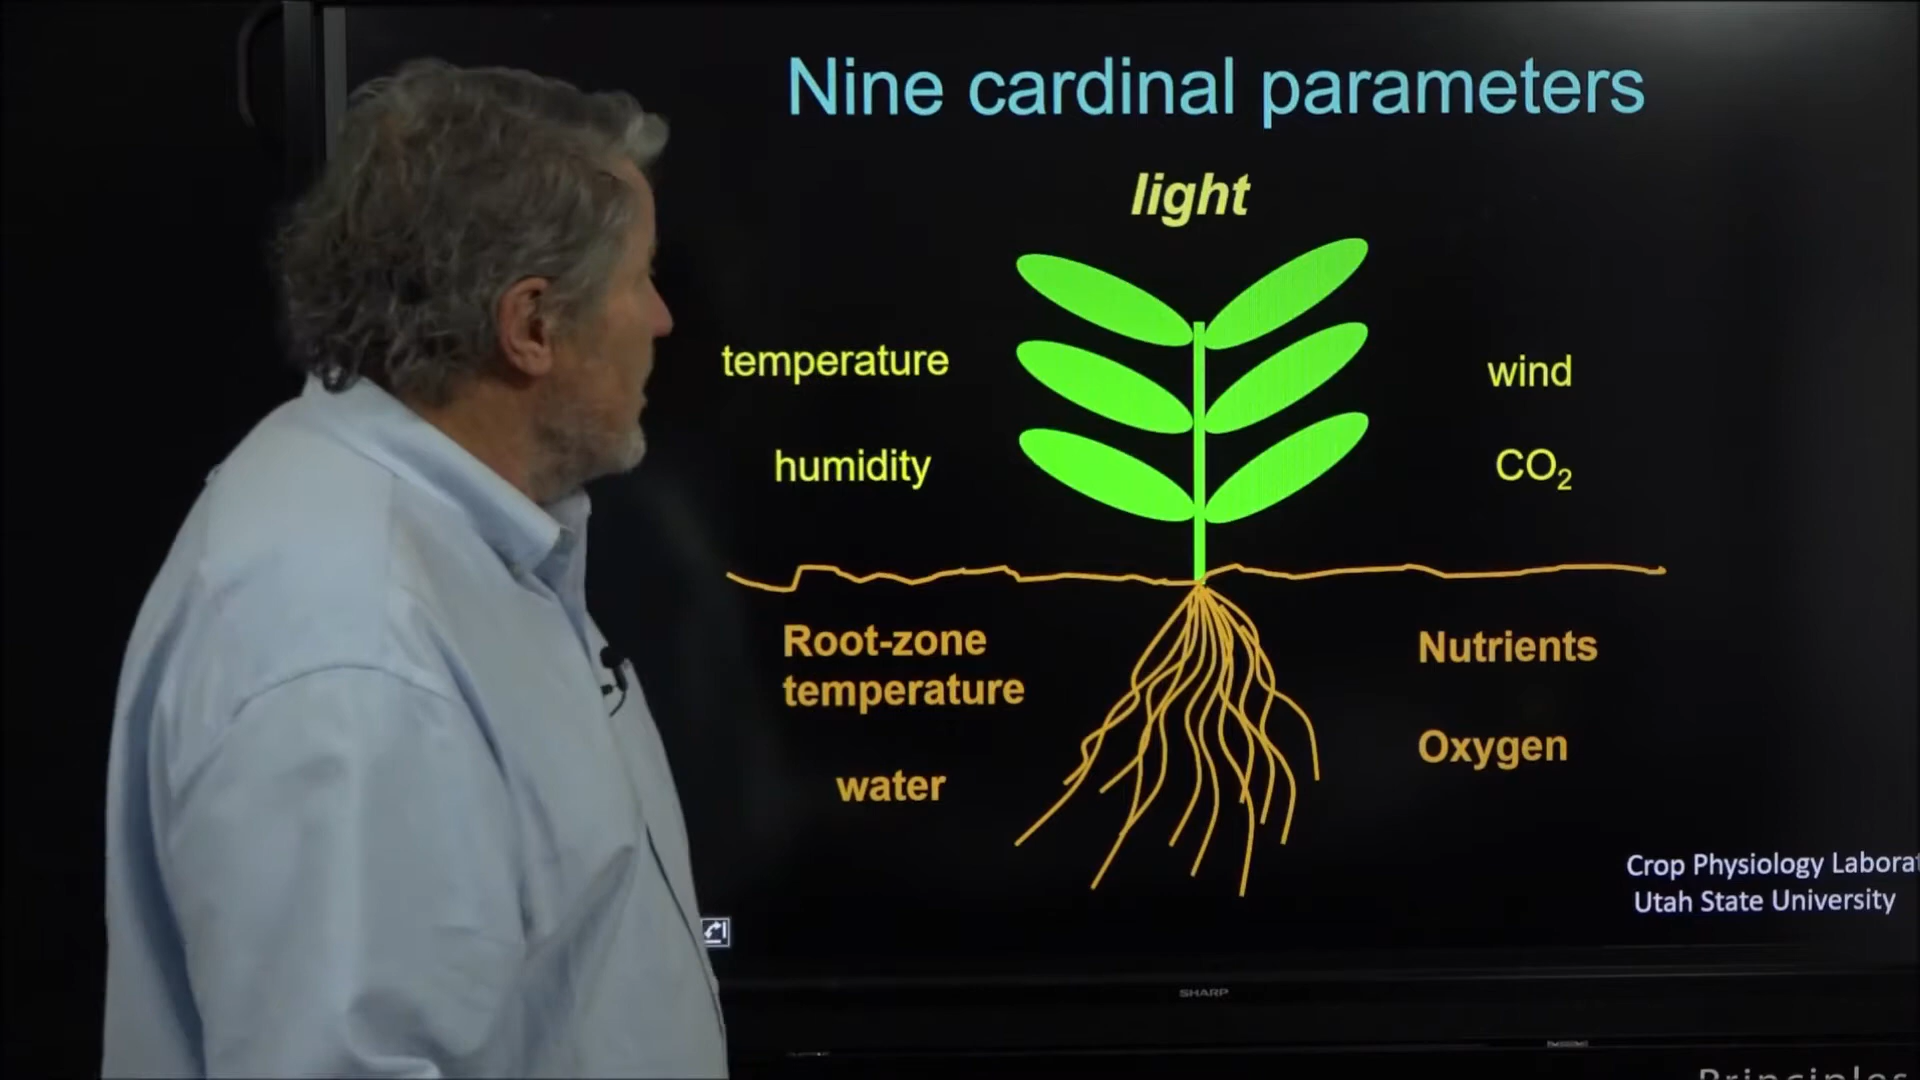 Nine cardinal parameters
light
temperature
wind
humidity
CO₂
Root-zone
temperature
Nutrients
Oxygen
water
Crop Physiology
Utah State University
SHARP